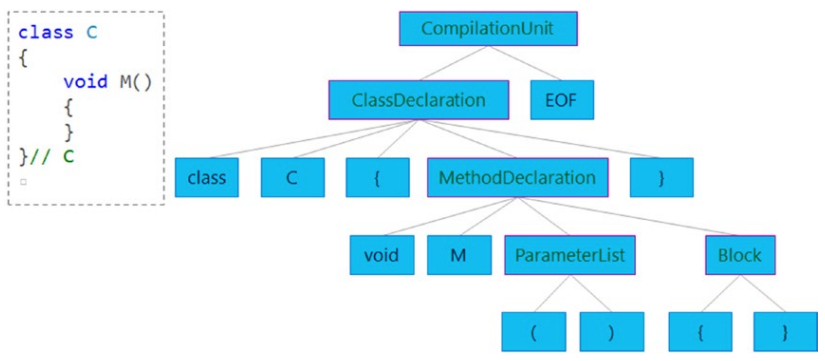 class C
{
void M()
{
}
}// C
CompilationUnit
ClassDeclaration EOF
class C { MethodDeclaration }
void M ParameterList Block
( ) { }